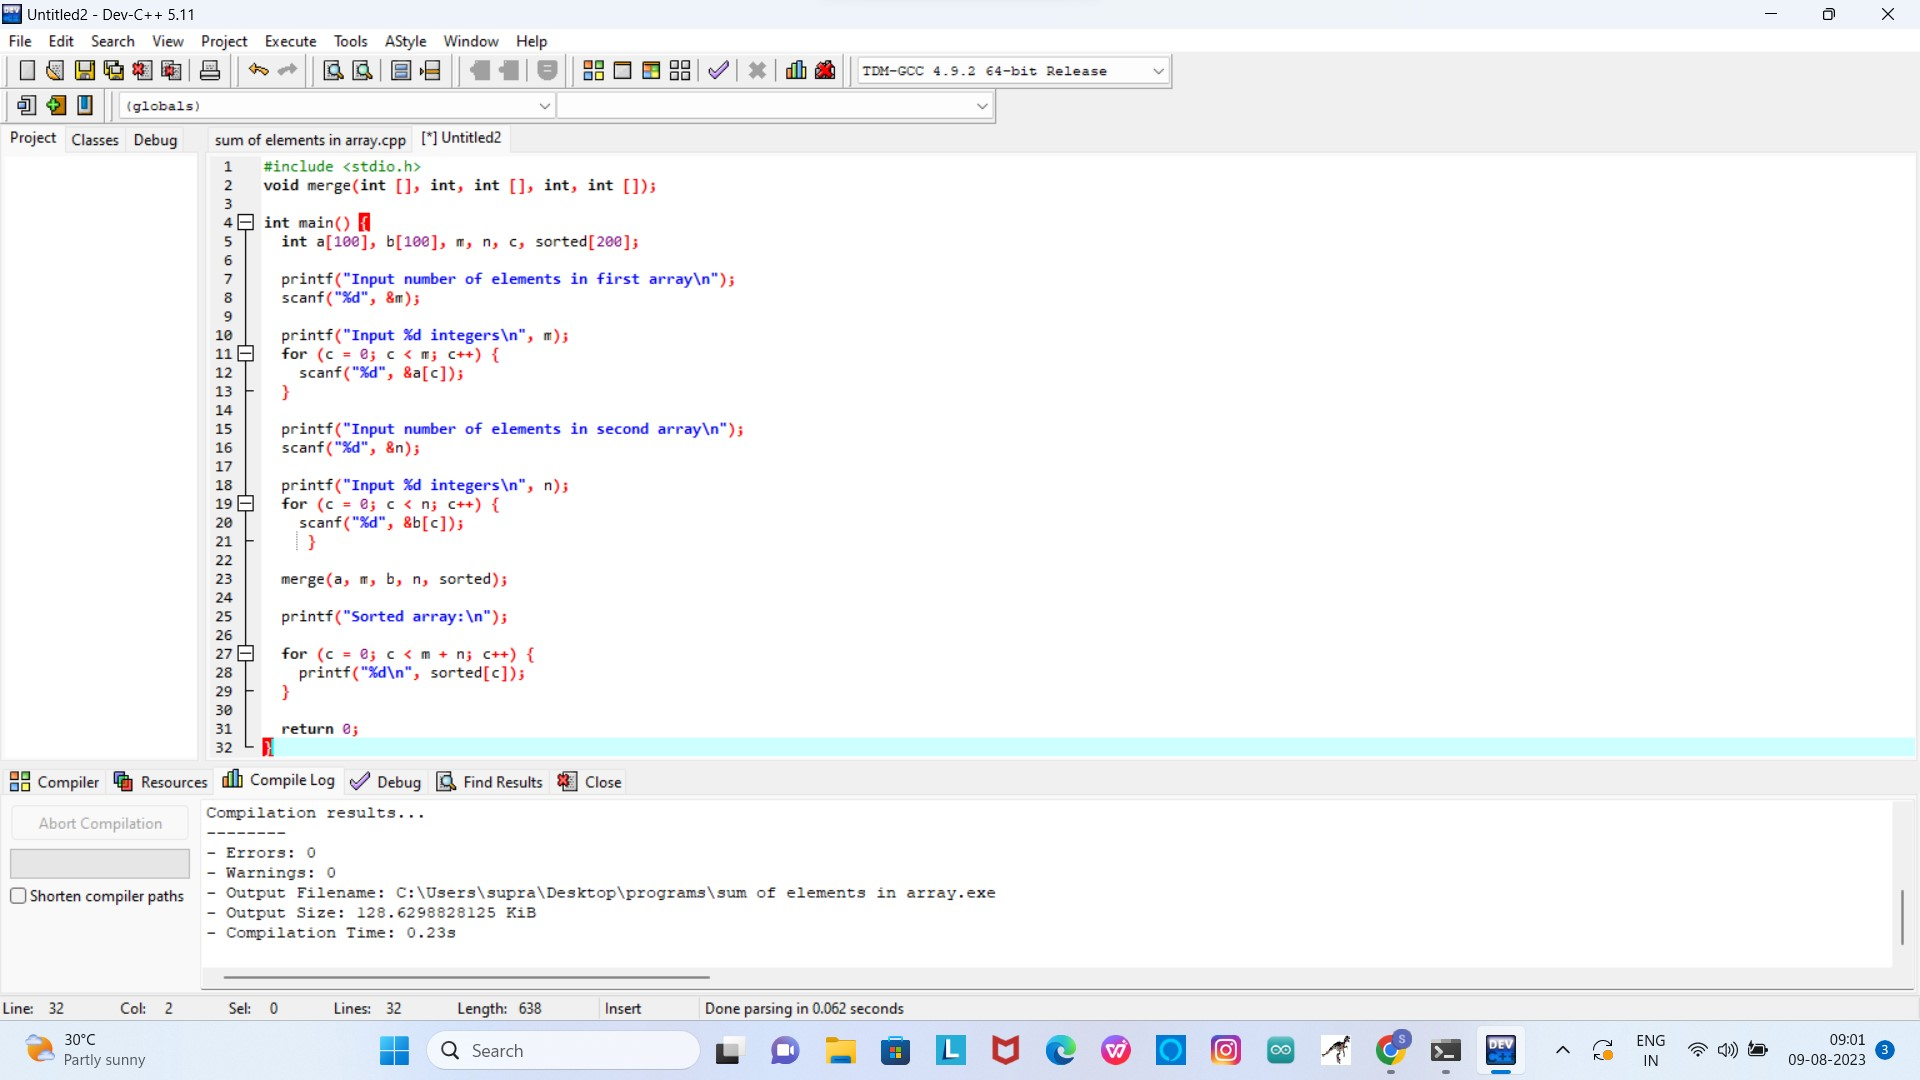 Untitled2 - Dev-C++ 5.11
File Edit Search View Project Execute Tools AStyle Window Help
TDM-GCC 4.9.2 64-bit Release
(globals)
Project Classes Debug sum of elements in array.cpp [*] Untitled2
1 #include <stdio.h>
2 void merge(int [], int, int [], int, int []);
3
4 int main() {
5 int a[100], b[100], m, n, c, sorted[200];
6
7 printf("Input number of elements in first array\n");
8 scanf("%d", &m);
9
10 printf("Input %d integers\n", m);
11 for (c = 0; c < m; c++) {
12 scanf("%d", &a[c]);
13 }
14
15 printf("Input number of elements in second array\n");
16 scanf("%d", &n);
17
18 printf("Input %d integers\n", n);
19 for (c = 0; c < n; c++) {
20 scanf("%d", &b[c]);
21 }
22
23 merge(a, m, b, n, sorted);
24
25 printf("Sorted array:\n");
26
27 for (c = 0; c < m + n; c++) {
28 printf("%d\n", sorted[c]);
29 }
30
31 return 0;
32 }
Compiler Resources Compile Log Debug Find Results Close
Abort Compilation
Shorten compiler paths
Compilation results...
--------
- Errors: 0
- Warnings: 0
- Output Filename: C:\Users\supra\Desktop\programs\sum of elements in array.exe
- Output Size: 128.6298828125 KiB
- Compilation Time: 0.23s
Line: 32 Col: 2 Sel: 0 Lines: 32 Length: 638 Insert Done parsing in 0.062 seconds
30°C
Partly sunny
Search
L
S
DEV
C++
ENG
IN
09:01
09-08-2023
3